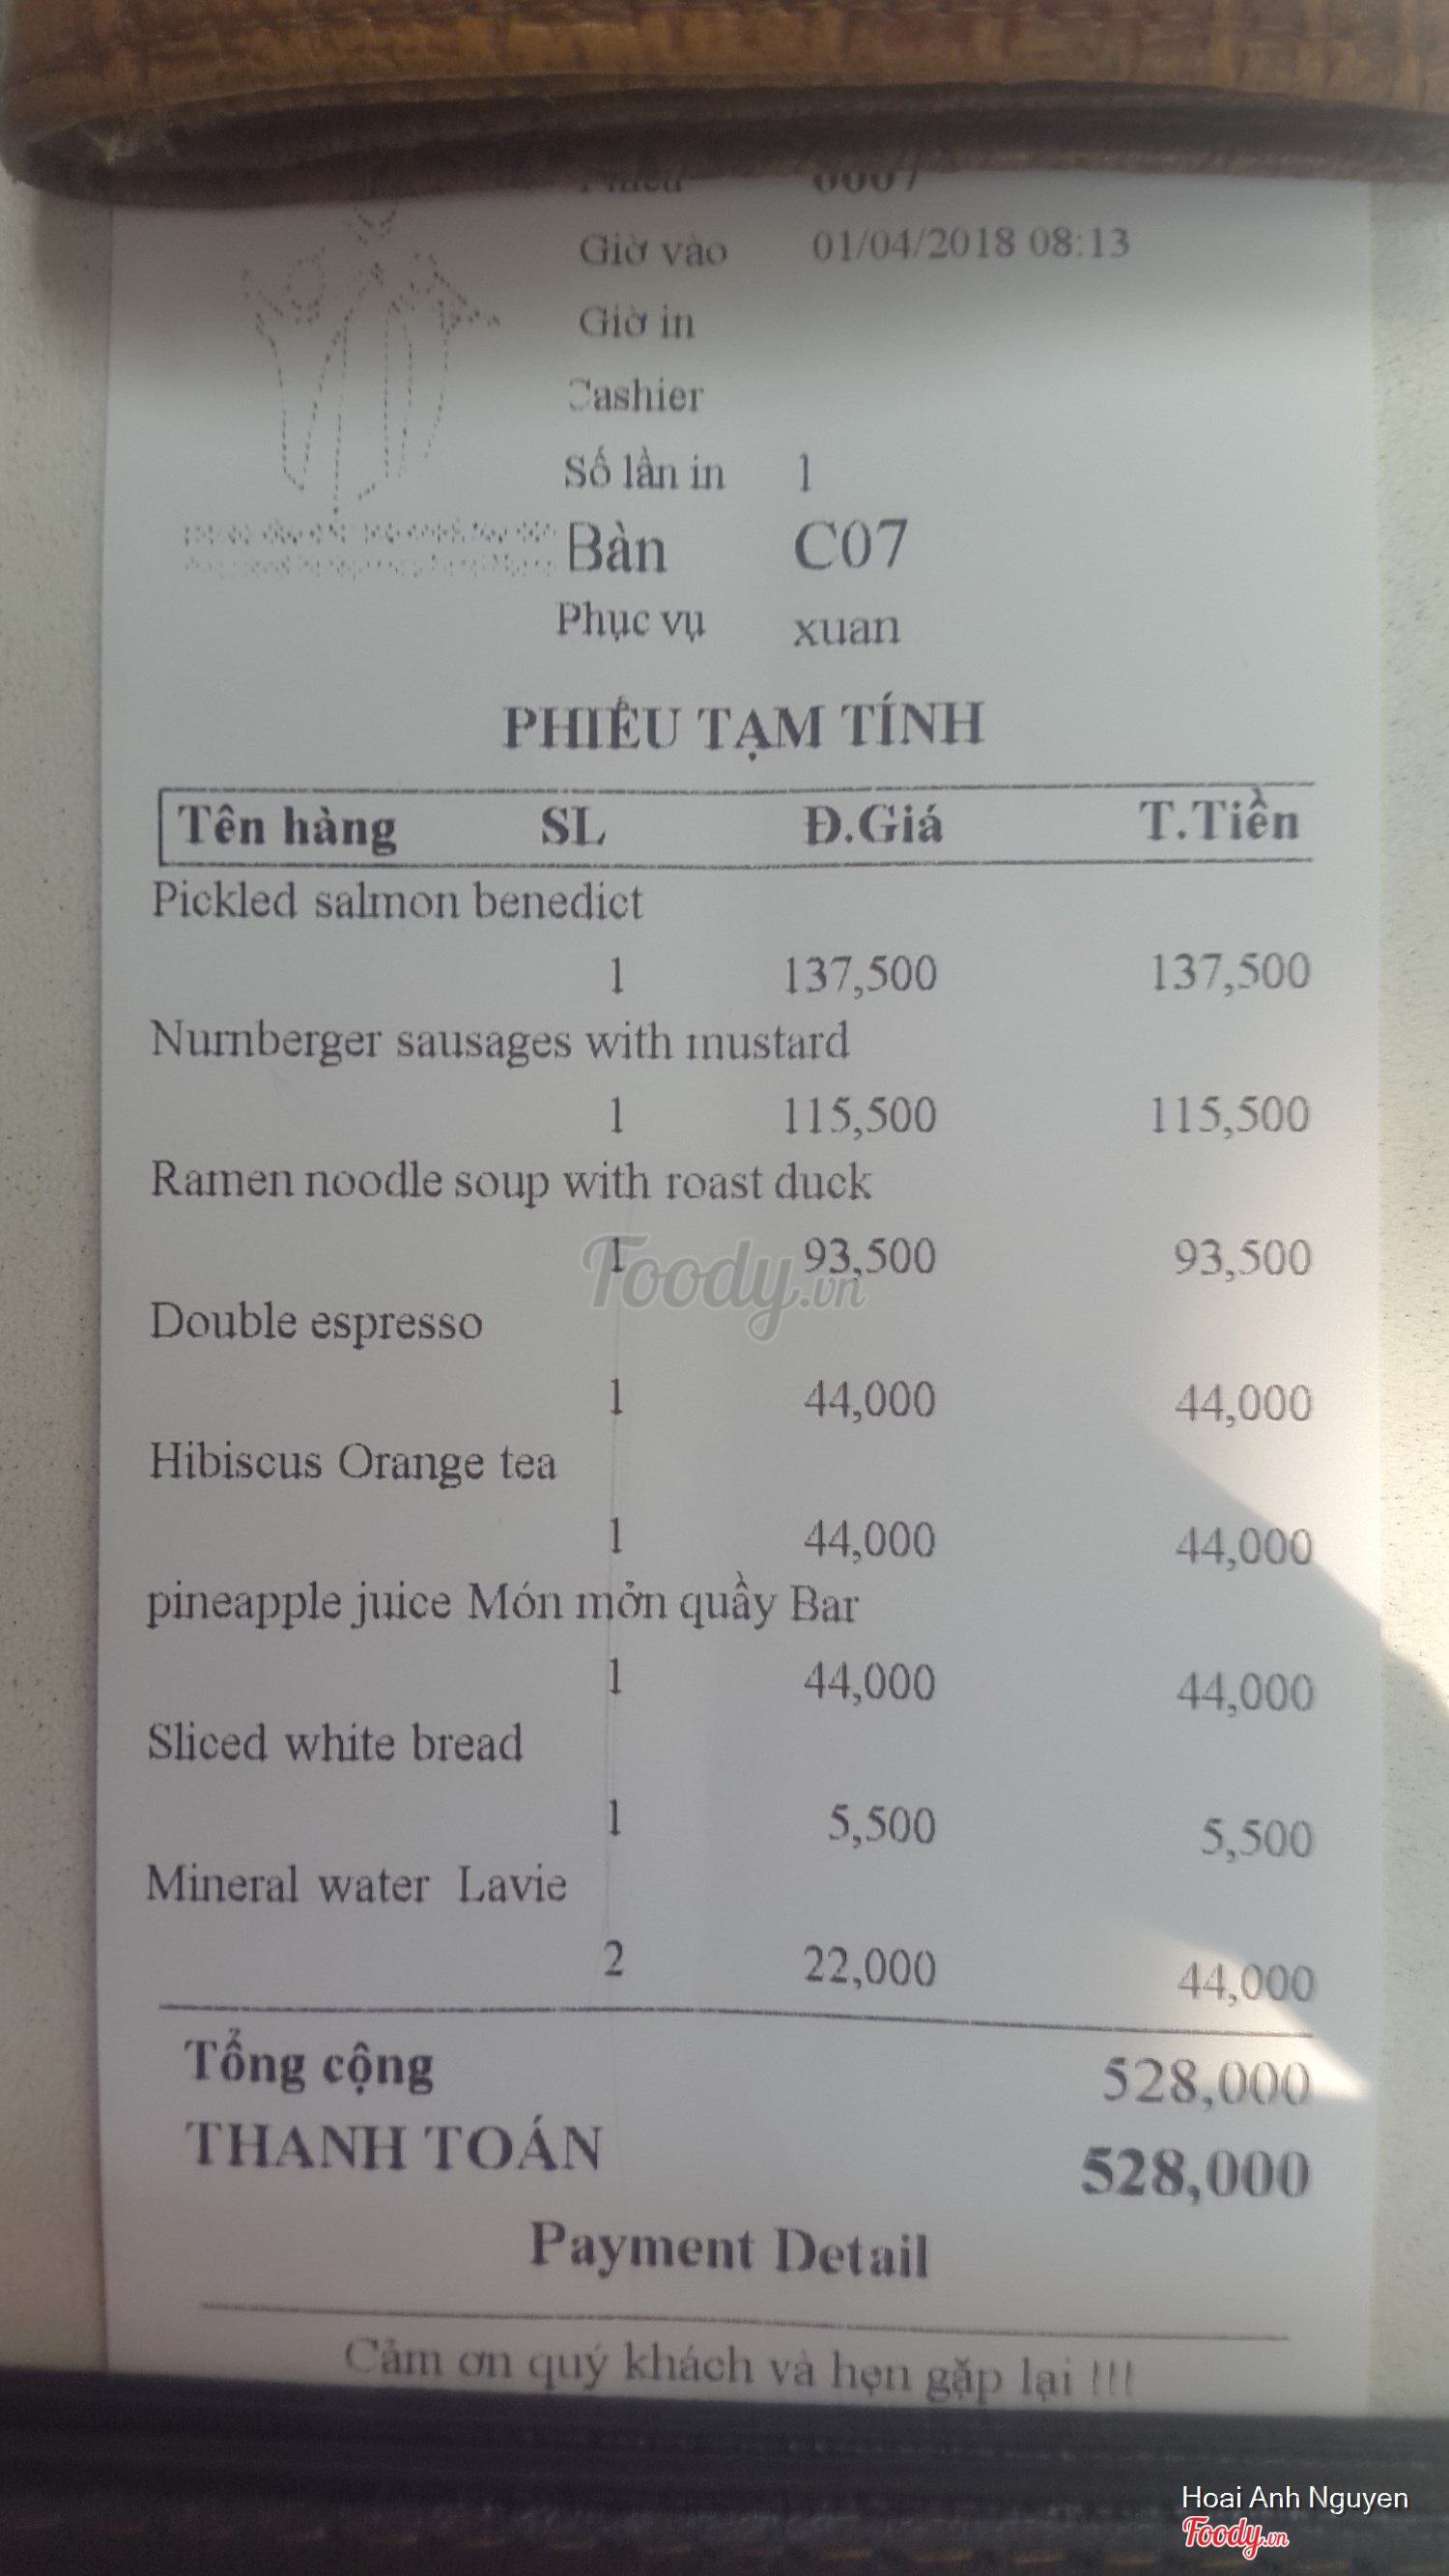 Phiếu 0007
Giờ vào 01/04/2018 08:13
Giờ in
Cashier
Số lần in 1
Bàn C07
Phục vụ xuan
PHIẾU TẠM TÍNH
Tên hàng SL Đ.Giá T.Tiền
Pickled salmon benedict
1 137,500 137,500
Nurnberger sausages with mustard
1 115,500 115,500
Ramen noodle soup with roast duck
1 93,500 93,500
Foody.vn
Double espresso
1 44,000 44,000
Hibiscus Orange tea
1 44,000 44,000
pineapple juice Món mởn quầy Bar
1 44,000 44,000
Sliced white bread
1 5,500 5,500
Mineral water Lavie
2 22,000 44,000
Tổng cộng 528,000
THANH TOÁN 528,000
Payment Detail
Cảm ơn quý khách và hẹn gặp lại !!!
Hoai Anh Nguyen
Foody.vn